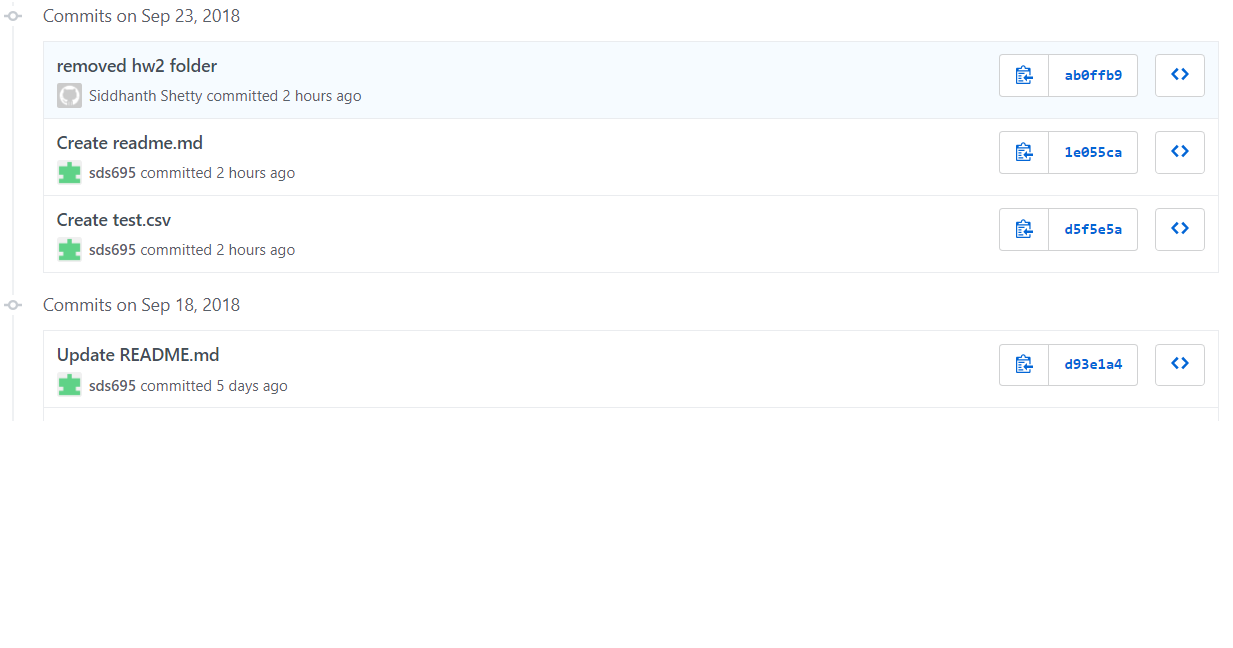 Commits on Sep 23, 2018
removed hw2 folder
Siddhanth Shetty committed 2 hours ago
ab0ffb9
Create readme.md
sds695 committed 2 hours ago
1e055ca
Create test.csv
sds695 committed 2 hours ago
d5f5e5a
Commits on Sep 18, 2018
Update README.md
sds695 committed 5 days ago
d93e1a4